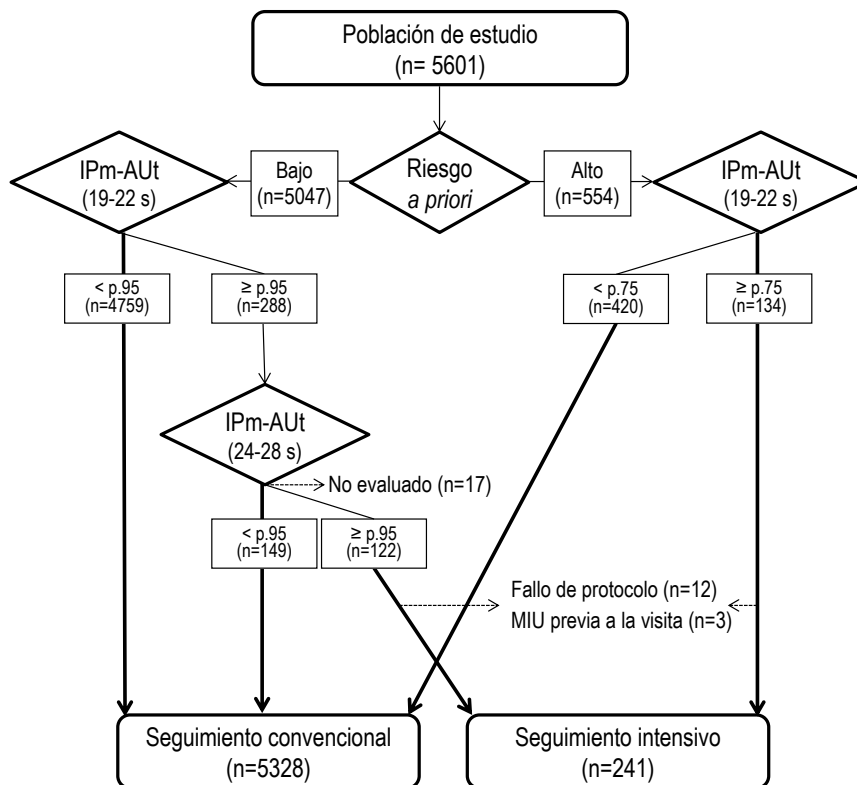 Población de estudio
(n= 5601)
IPm-AUt
(19-22 s)
Bajo
(n=5047)
Riesgo
a priori
Alto
(n=554)
IPm-AUt
(19-22 s)
< p.95
(n=4759)
≥ p.95
(n=288)
< p.75
(n=420)
≥ p.75
(n=134)
IPm-AUt
(24-28 s)
No evaluado (n=17)
< p.95
(n=149)
≥ p.95
(n=122)
Fallo de protocolo (n=12)
MIU previa a la visita (n=3)
Seguimiento convencional
(n=5328)
Seguimiento intensivo
(n=241)